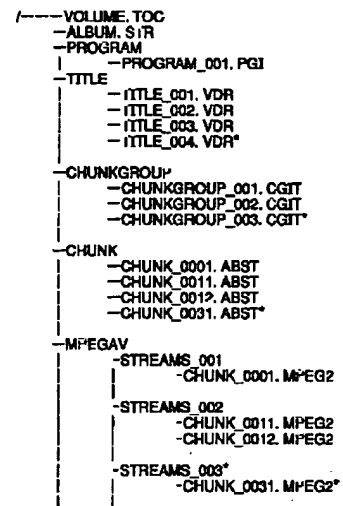 /----VOLUME. TOC
—ALBUM. STR
—PROGRAM
—PROGRAM_001. PGI
—TITLE
—TITLE_001. VDR
—TITLE_002. VDR
—TITLE_003. VDR
—TITLE_004. VDR*
—CHUNKGROUP
—CHUNKGROUP_001. CGIT
—CHUNKGROUP_002. CGIT
—CHUNKGROUP_003. CGIT*
—CHUNK
—CHUNK_0001. ABST
—CHUNK_0011. ABST
—CHUNK_0012. ABST
—CHUNK_0031. ABST*
—MPEGAV
-STREAMS_001
-CHUNK_0001. MPEG2
-STREAMS_002
-CHUNK_0011. MPEG2
-CHUNK_0012. MPEG2
-STREAMS_003*
-CHUNK_0031. MPEG2*